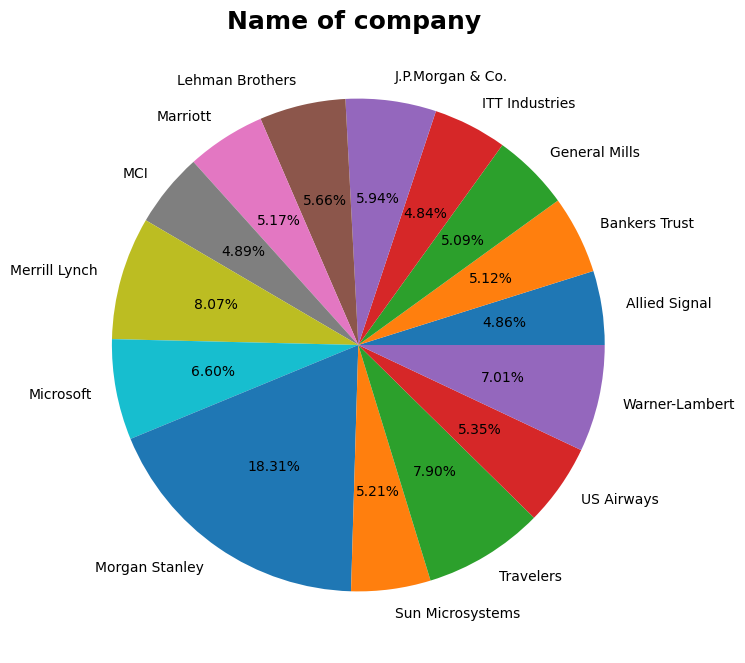 Name of company
J.P.Morgan & Co.
Lehman Brothers
ITT Industries
Marriott
General Mills
MCI
5.66%
5.94%
4.84%
5.17%
Bankers Trust
5.09%
4.89%
Merrill Lynch
5.12%
8.07%
Allied Signal
4.86%
6.60%
7.01%
Microsoft
Warner-Lambert
5.35%
18.31%
7.90%
5.21%
US Airways
Morgan Stanley
Travelers
Sun Microsystems